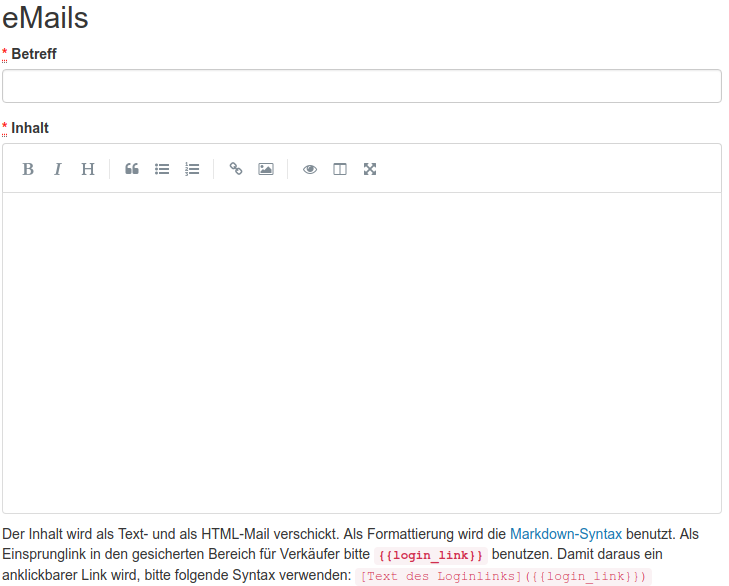 eMails
* Betreff
* Inhalt
B I H
Der Inhalt wird als Text- und als HTML-Mail verschickt. Als Formattierung wird die Markdown-Syntax benutzt. Als
Einsprunglink in den gesicherten Bereich für Verkäufer bitte {{login_link}} benutzen. Damit daraus ein
anklickbarer Link wird, bitte folgende Syntax verwenden: [Text des Loginlinks]({{login_link}})